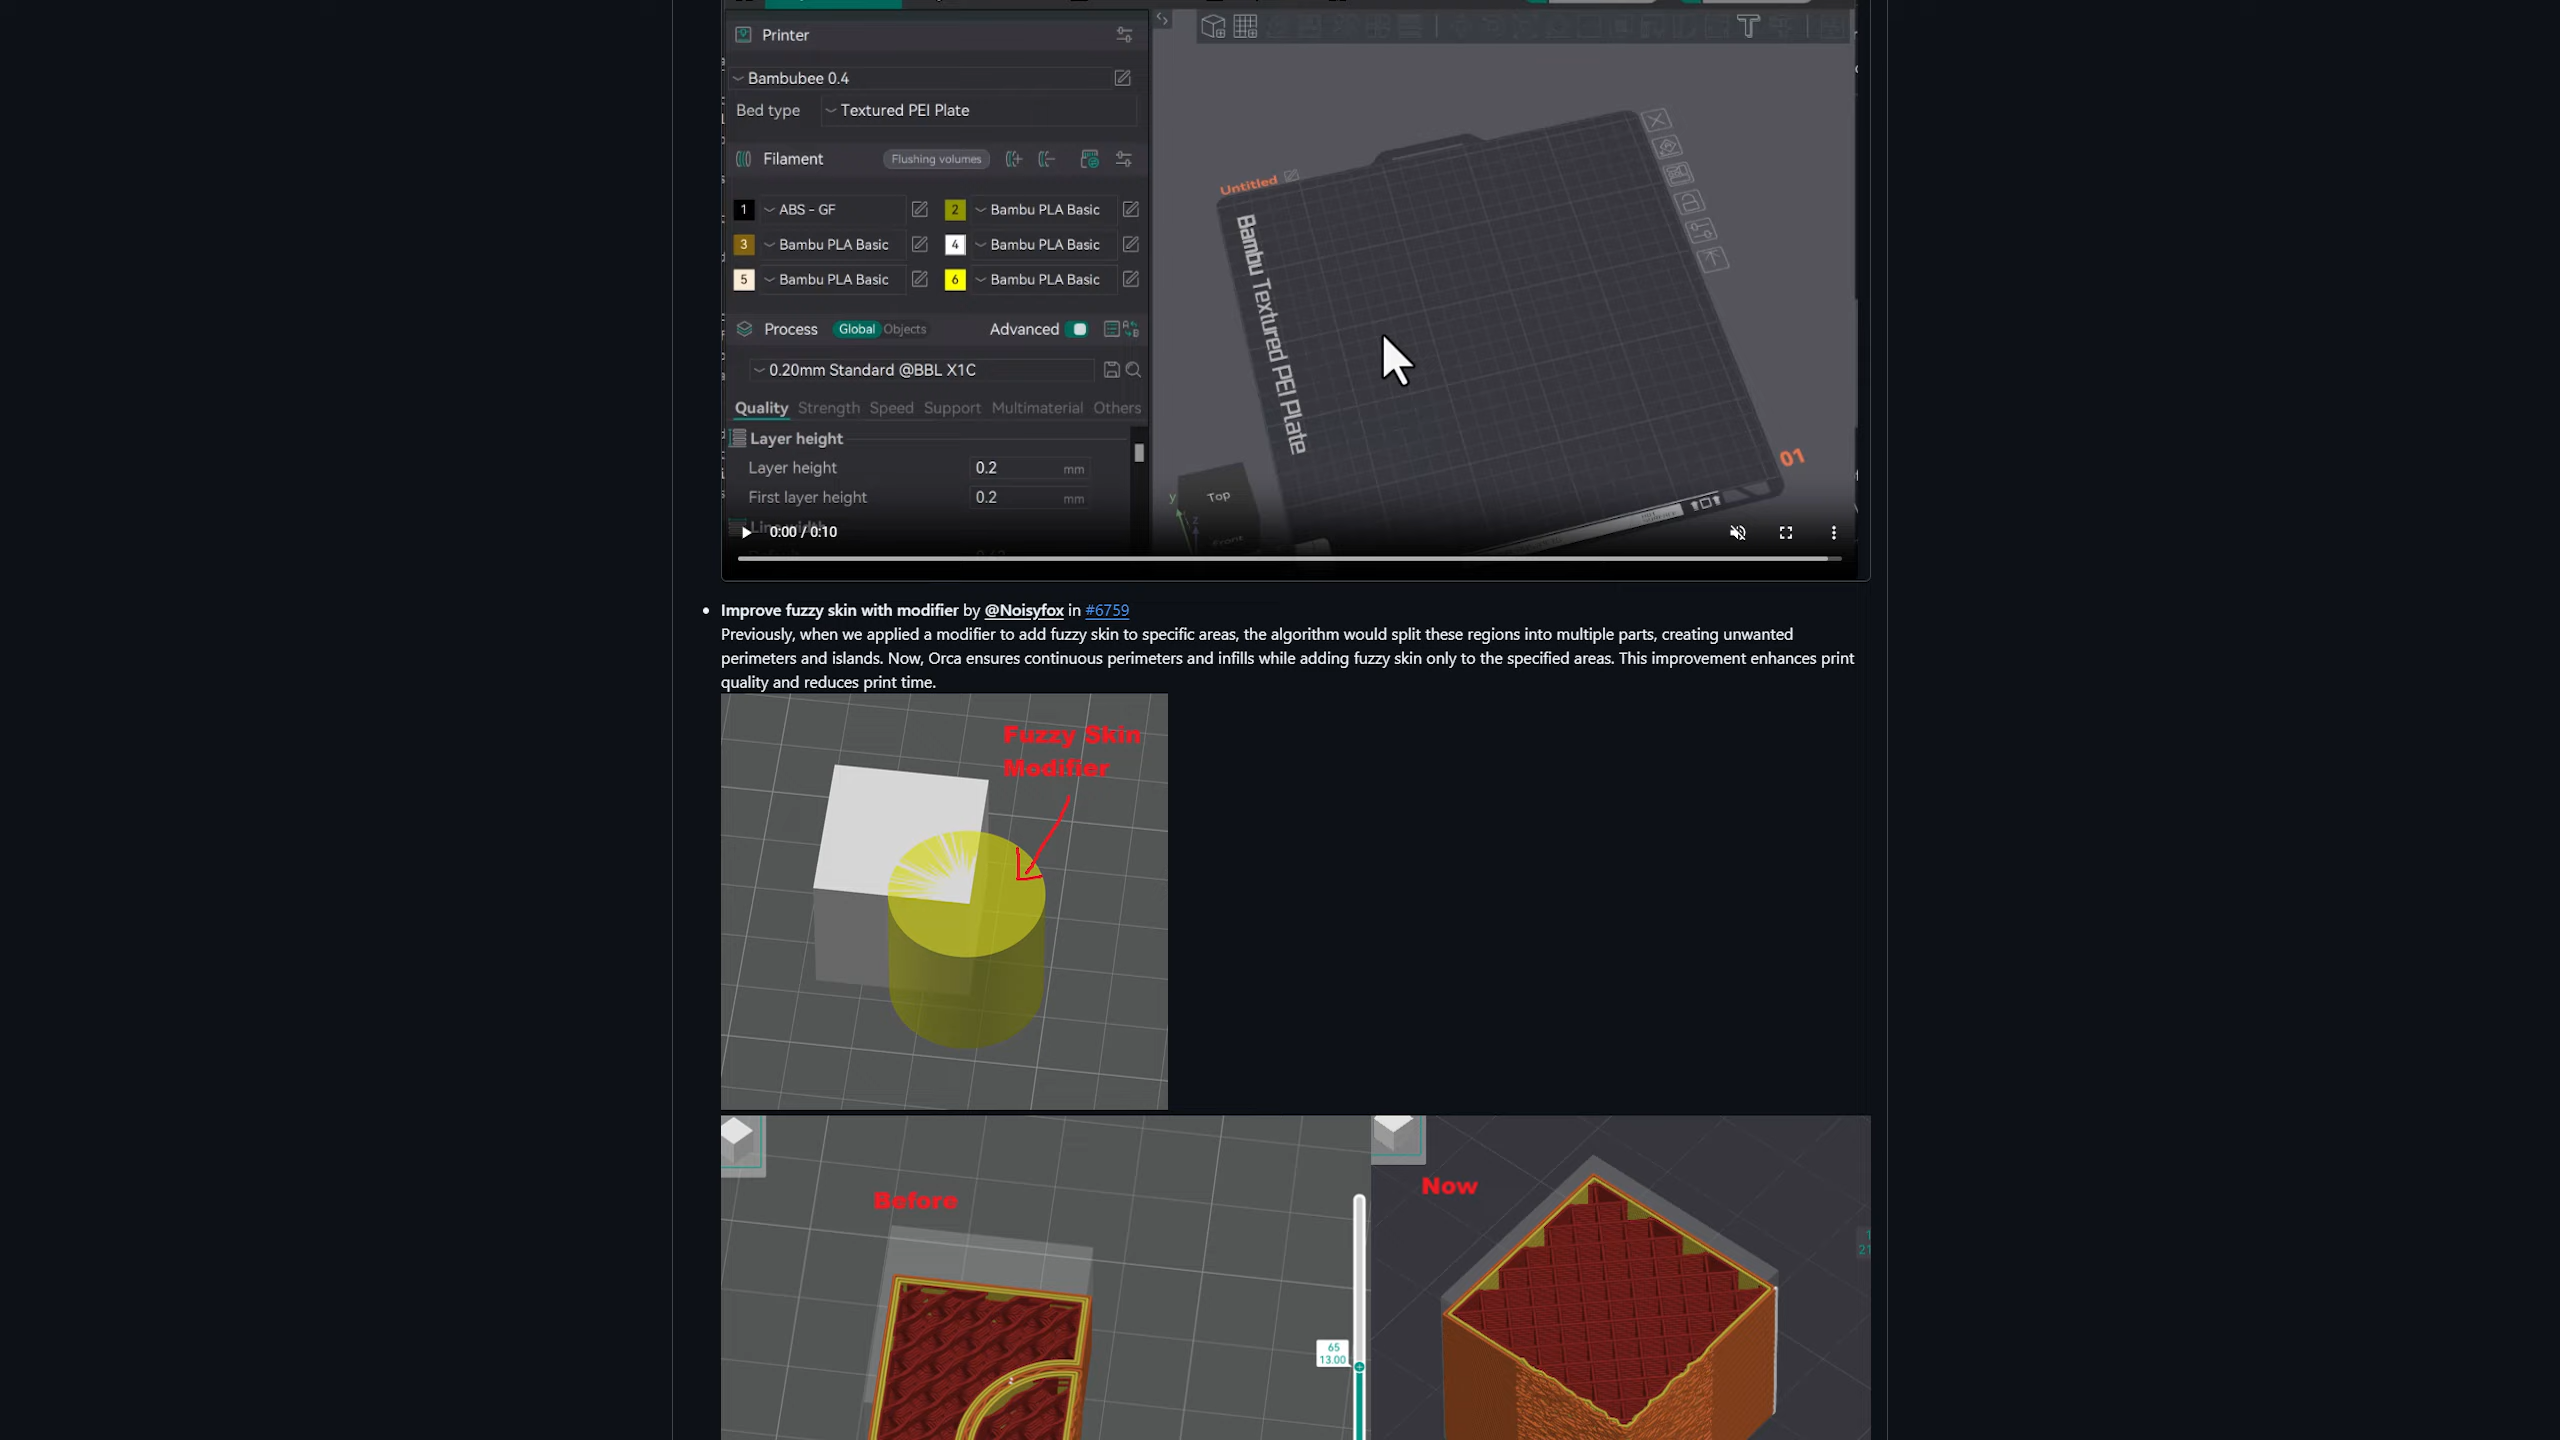 Printer
Bambubee 0.4
Bed type Textured PEI Plate
Filament Flushing volumes
1 ABS - GF 2 Bambu PLA Basic
3 Bambu PLA Basic 4 Bambu PLA Basic
5 Bambu PLA Basic 6 Bambu PLA Basic
Process Global Objects Advanced
0.20mm Standard @BBL X1C
Quality Strength Speed Support Multimaterial Others
Layer height
Layer height 0.2 mm
First layer height 0.2 mm
Line width
0:00 / 0:10
Untitled
Bambu Textured PEI Plate
01
Top
Front
y
z
Improve fuzzy skin with modifier by @Noisyfox in #6759
Previously, when we applied a modifier to add fuzzy skin to specific areas, the algorithm would split these regions into multiple parts, creating unwanted
perimeters and islands. Now, Orca ensures continuous perimeters and infills while adding fuzzy skin only to the specified areas. This improvement enhances print
quality and reduces print time.
Fuzzy Skin
Modifier
Before
65
13.00
Now